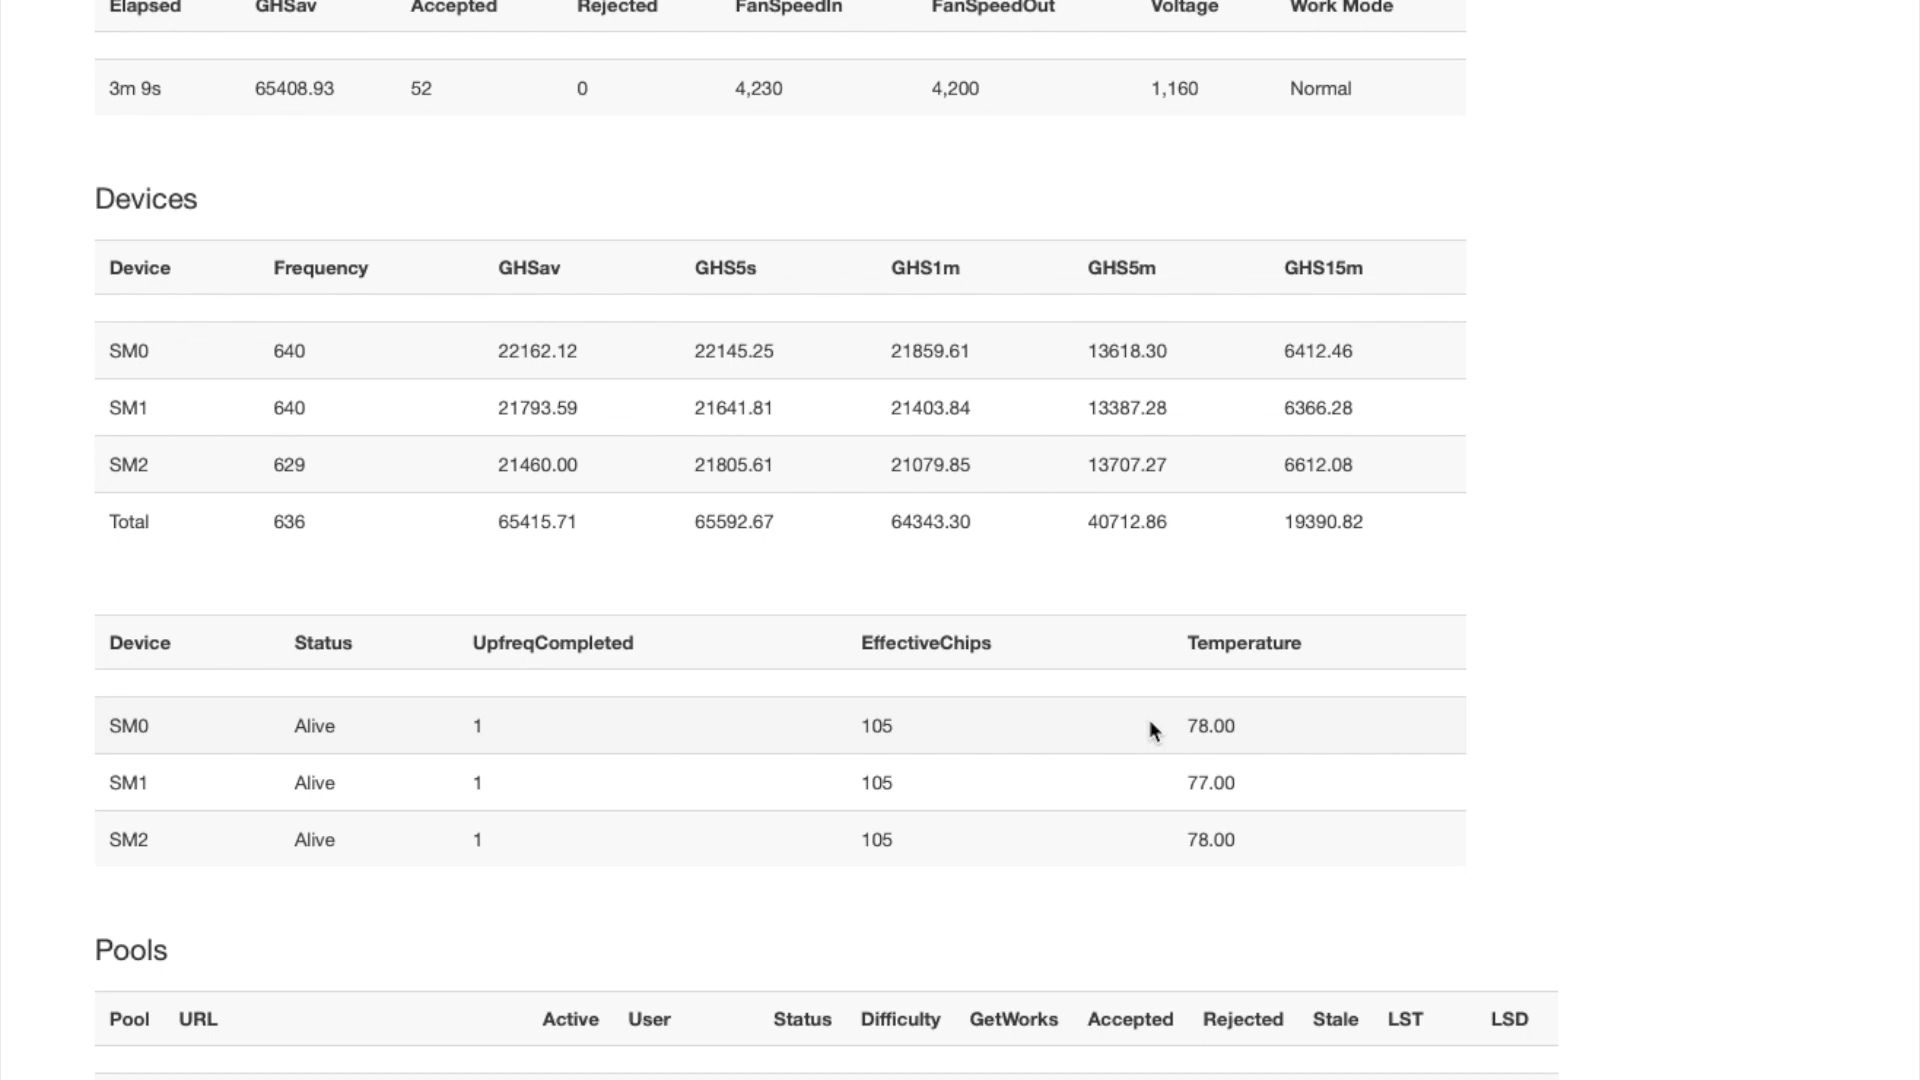 Elapsed GHSav Accepted Rejected FanSpeedIn FanSpeedOut Voltage Work Mode
3m 9s 65408.93 52 0 4,230 4,200 1,160 Normal
Devices
Device Frequency GHSav GHS5s GHS1m GHS5m GHS15m
SM0 640 22162.12 22145.25 21859.61 13618.30 6412.46
SM1 640 21793.59 21641.81 21403.84 13387.28 6366.28
SM2 629 21460.00 21805.61 21079.85 13707.27 6612.08
Total 636 65415.71 65592.67 64343.30 40712.86 19390.82
Device Status UpfreqCompleted EffectiveChips Temperature
SM0 Alive 1 105 78.00
SM1 Alive 1 105 77.00
SM2 Alive 1 105 78.00
Pools
Pool URL Active User Status Difficulty GetWorks Accepted Rejected Stale LST LSD